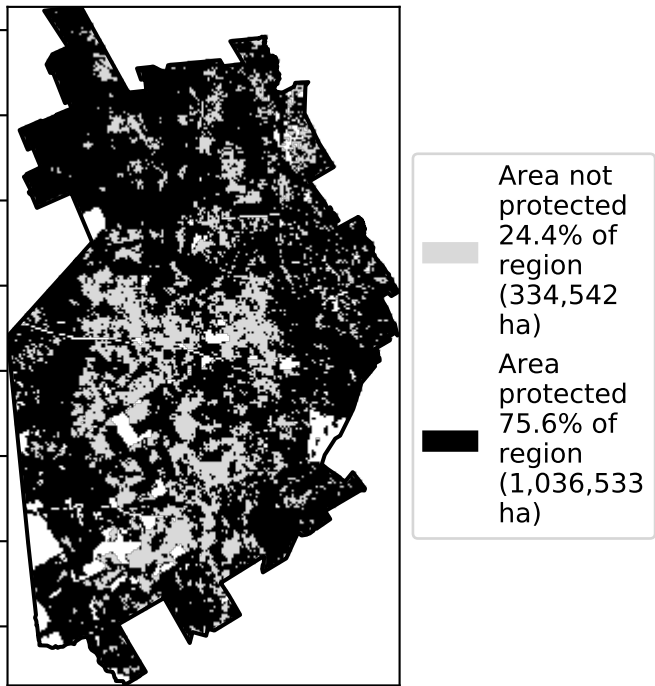 Area not
protected
24.4% of
region
(334,542
ha)
Area
protected
75.6% of
region
(1,036,533
ha)